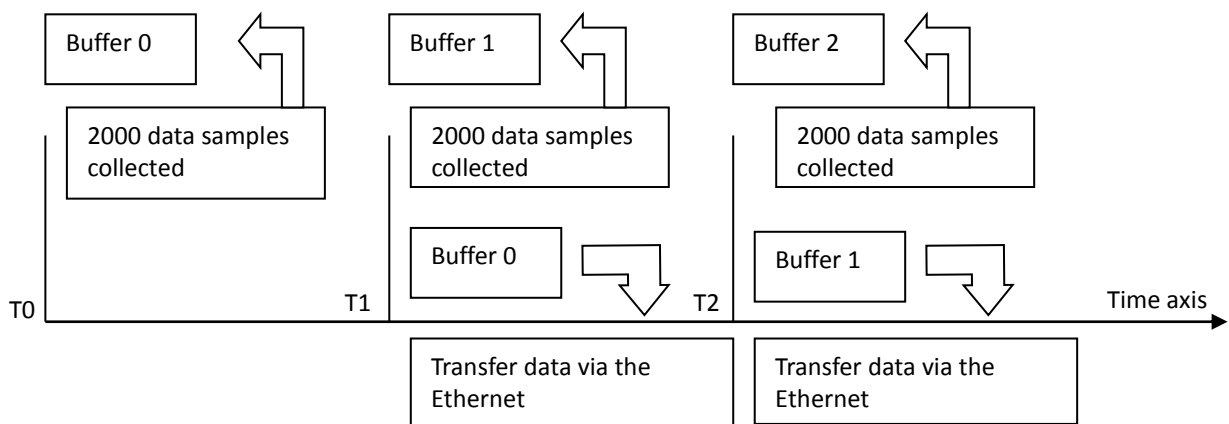 Buffer 0
Buffer 1
Buffer 2
2000 data samples
collected
2000 data samples
collected
2000 data samples
collected
Buffer 0
Buffer 1
T0
T1
T2
Time axis
Transfer data via the
Ethernet
Transfer data via the
Ethernet